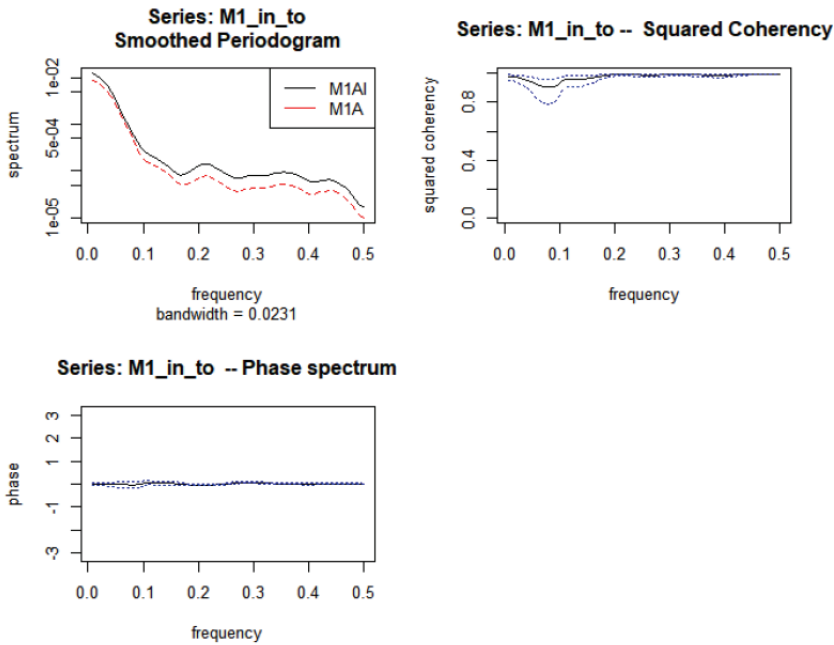 Series: M1_in_to
Smoothed Periodogram
M1AI
M1A
spectrum
1e-02
5e-04
1e-05
0.0 0.1 0.2 0.3 0.4 0.5
frequency
bandwidth = 0.0231
Series: M1_in_to -- Squared Coherency
squared coherency
0.8
0.4
0.0
0.0 0.1 0.2 0.3 0.4 0.5
frequency
Series: M1_in_to -- Phase spectrum
phase
3
2
1
-1
-3
0.0 0.1 0.2 0.3 0.4 0.5
frequency